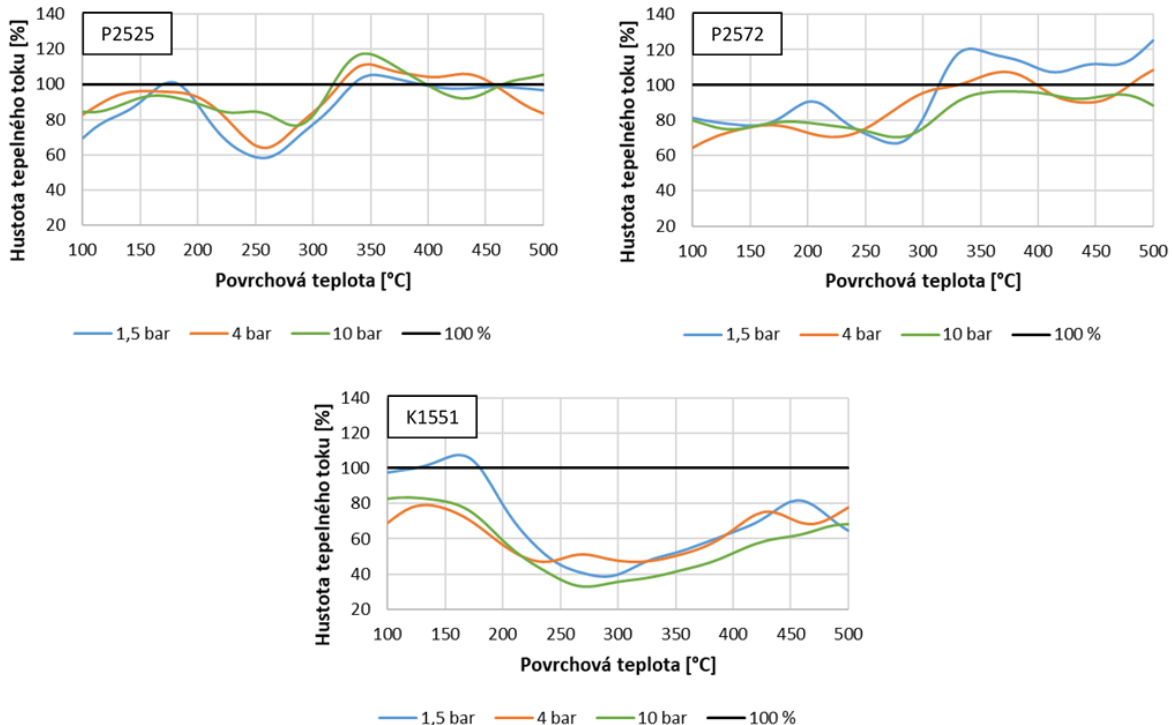 P2525
Hustota tepelného toku [%]
140
120
100
80
60
40
20
100 150 200 250 300 350 400 450 500
Povrchová teplota [°C]
1,5 bar 4 bar 10 bar 100 %
P2572
Hustota tepelného toku [%]
140
120
100
80
60
40
20
100 150 200 250 300 350 400 450 500
Povrchová teplota [°C]
1,5 bar 4 bar 10 bar 100 %
K1551
Hustota tepelného toku [%]
140
120
100
80
60
40
20
100 150 200 250 300 350 400 450 500
Povrchová teplota [°C]
1,5 bar 4 bar 10 bar 100 %